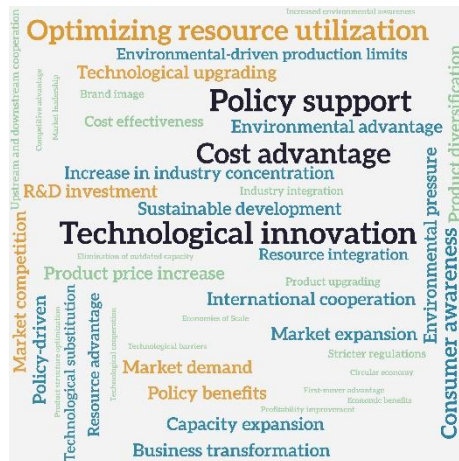 Increased environmental awareness
Optimizing resource utilization
Environmental-driven production limits
Technological upgrading
Brand image
Policy support
Cost effectiveness
Environmental advantage
Cost advantage
Increase in industry concentration
R&D investment
Industry integration
Sustainable development
Technological innovation
Elimination of outdated capacity
Resource integration
Product price increase
Product upgrading
International cooperation
Economies of Scale
Market expansion
Technological barriers
Stricter regulations
Market demand
Circular economy
Policy benefits
First-mover advantage
Economic benefits
Profitability improvement
Capacity expansion
Business transformation
Upstream and downstream cooperation
Competitive advantage
Market leadership
Market competition
Policy-driven
Product structure optimization
Technological substitution
Resource advantage
Technological cooperation
Environmental pressure
Consumer awareness
Product diversification